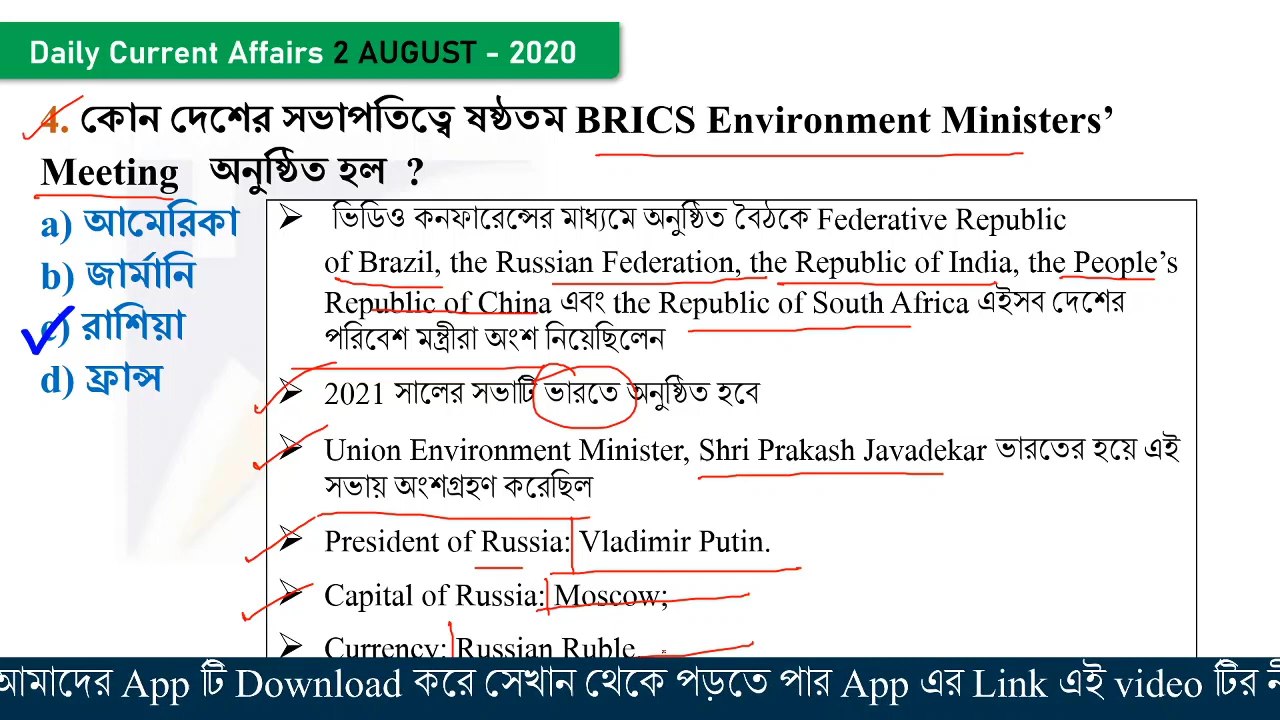 Daily Current Affairs 2 AUGUST - 2020
4. কোন দেশের সভাপতিত্বে ষষ্ঠতম BRICS Environment Ministers’
Meeting অনুষ্ঠিত হল ?
a) আমেরিকা
b) জার্মানি
c) রাশিয়া
d) ফ্রান্স
➢ ভিডিও কনফারেন্সের মাধ্যমে অনুষ্ঠিত বৈঠকে Federative Republic
of Brazil, the Russian Federation, the Republic of India, the People’s
Republic of China এবং the Republic of South Africa এইসব দেশের
পরিবেশ মন্ত্রীরা অংশ নিয়েছিলেন
➢ 2021 সালের সভাটি ভারতে অনুষ্ঠিত হবে
➢ Union Environment Minister, Shri Prakash Javadekar ভারতের হয়ে এই
সভায় অংশগ্রহণ করেছিল
➢ President of Russia: Vladimir Putin.
➢ Capital of Russia: Moscow;
➢ Currency: Russian Ruble.
আমাদের App টি Download করে সেখান থেকে পড়তে পার App এর Link এই video টির